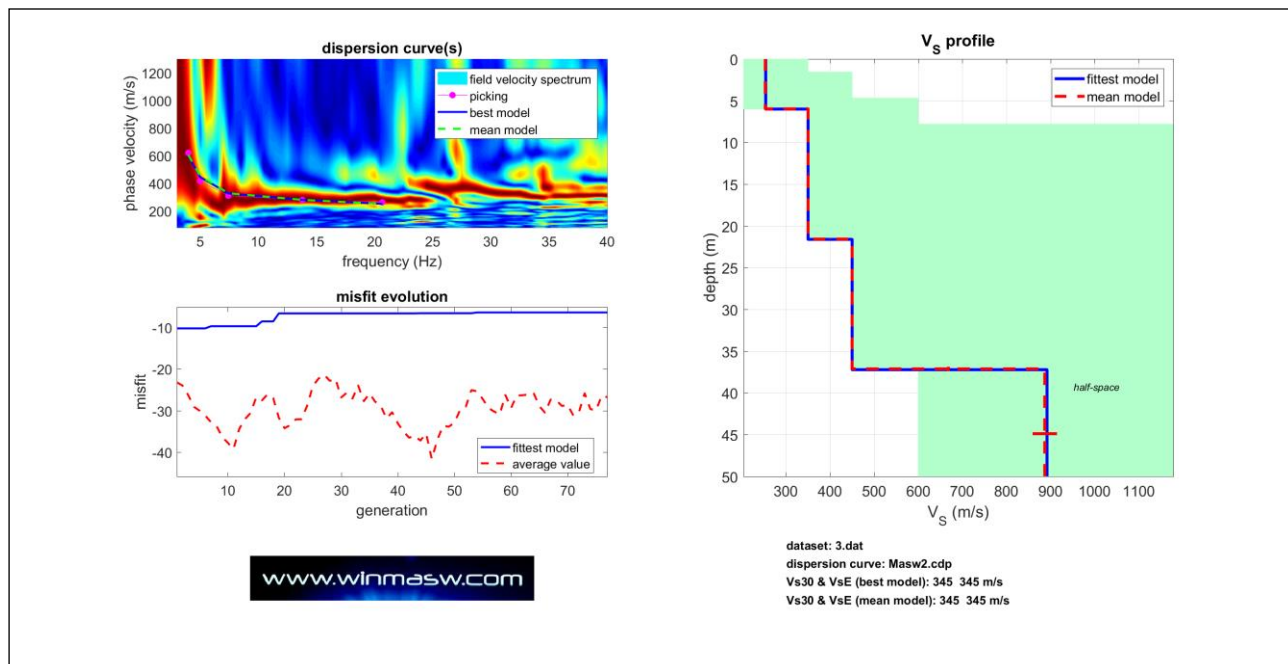 dispersion curve(s)
1200
1000
800
600
400
200
phase velocity (m/s)
field velocity spectrum
picking
best model
mean model
5 10 15 20 25 30 35 40
frequency (Hz)
misfit evolution
-10
-20
-30
-40
misfit
fittest model
average value
10 20 30 40 50 60 70
generation
www.winmasw.com
VS profile
0
5
10
15
20
25
30
35
40
45
50
depth (m)
fittest model
mean model
half-space
300 400 500 600 700 800 900 1000 1100
VS (m/s)
dataset: 3.dat
dispersion curve: Masw2.cdp
Vs30 & VsE (best model): 345 345 m/s
Vs30 & VsE (mean model): 345 345 m/s